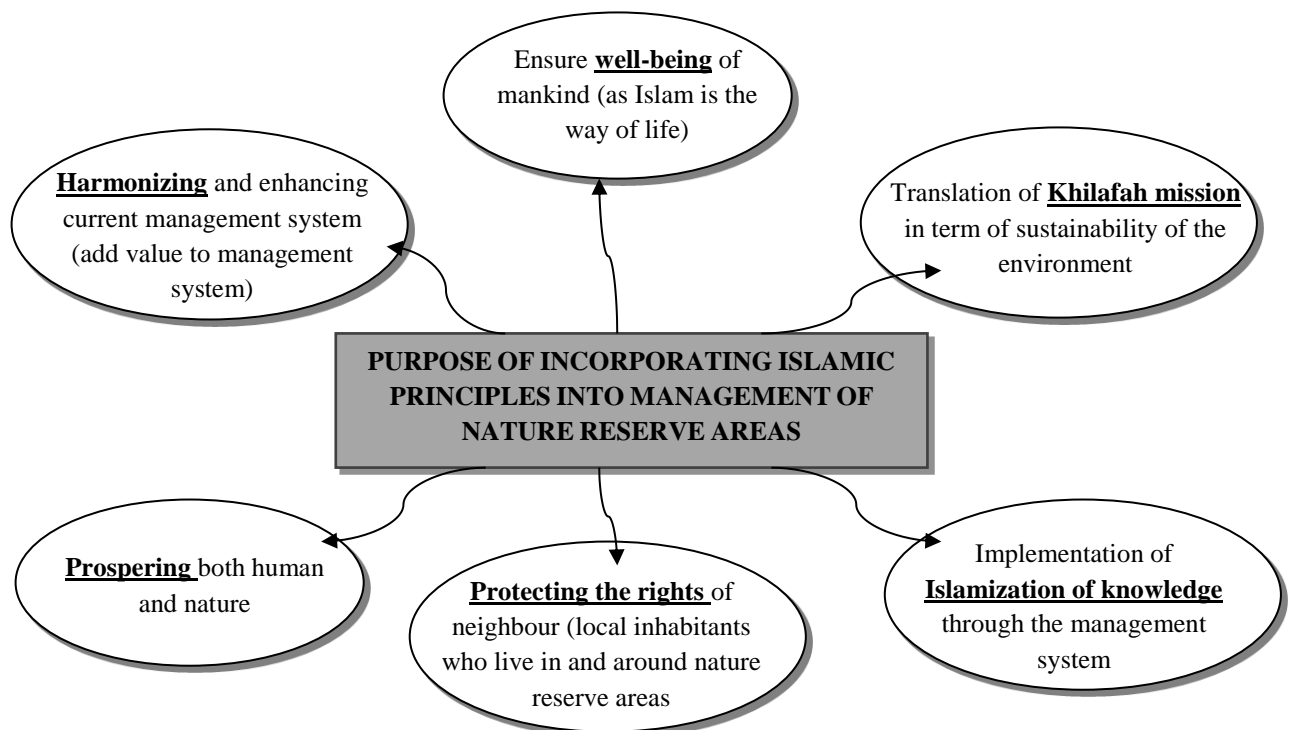 Ensure well-being of
mankind (as Islam is the
way of life)
Harmonizing and enhancing
current management system
(add value to management
system)
Translation of Khilafah mission
in term of sustainability of the
environment
PURPOSE OF INCORPORATING ISLAMIC
PRINCIPLES INTO MANAGEMENT OF
NATURE RESERVE AREAS
Prospering both human
and nature
Protecting the rights of
neighbour (local inhabitants
who live in and around nature
reserve areas
Implementation of
Islamization of knowledge
through the management
system